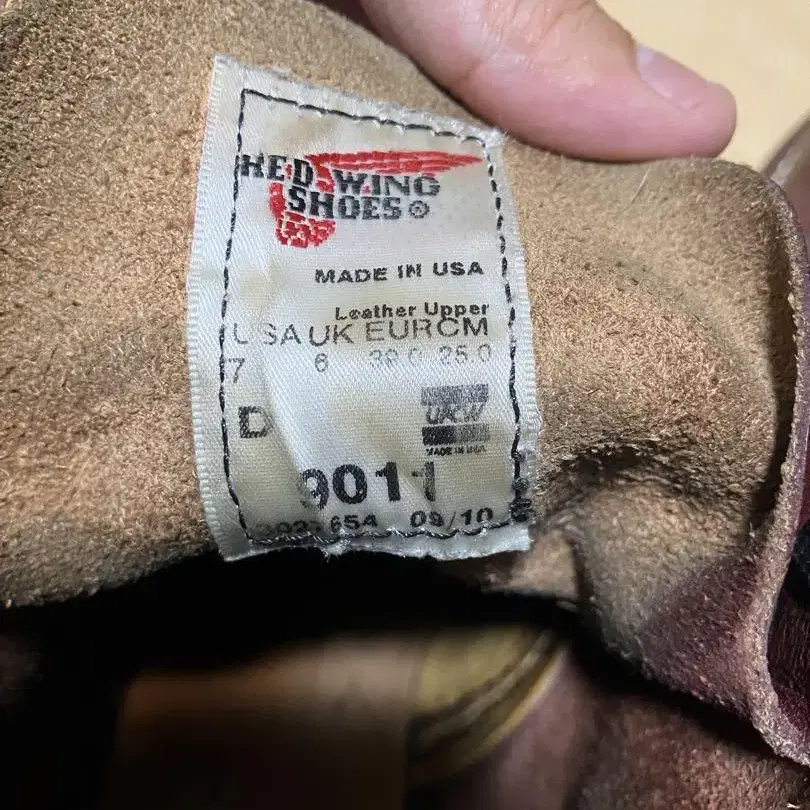 RED WING
SHOES®
MADE IN USA
Leather Upper
USA UK EUR CM
7 6 39.0 25.0
D
MADE IN USA
9011
09/10